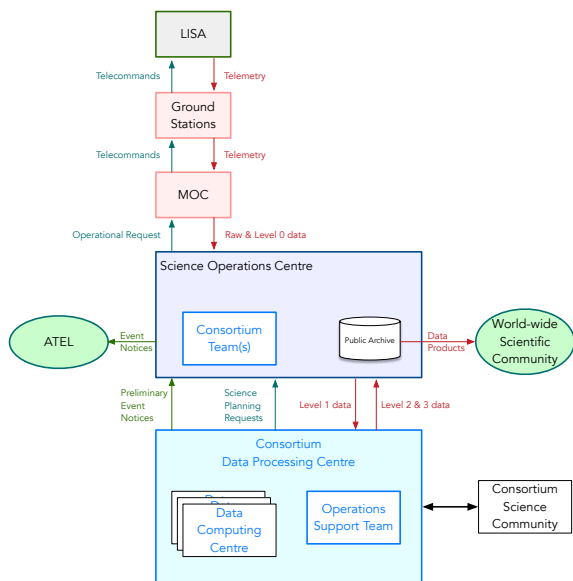 LISA
Telecommands
Telemetry
Ground
Stations
Telecommands
Telemetry
MOC
Operational Request
Raw & Level 0 data
Science Operations Centre
Consortium
Team(s)
Public Archive
ATEL
Event
Notices
Data
Products
World-wide
Scientific
Community
Preliminary
Event
Notices
Science
Planning
Requests
Level 1 data
Level 2 & 3 data
Consortium
Data Processing Centre
Data
Computing
Centre
Operations
Support Team
Consortium
Science
Community